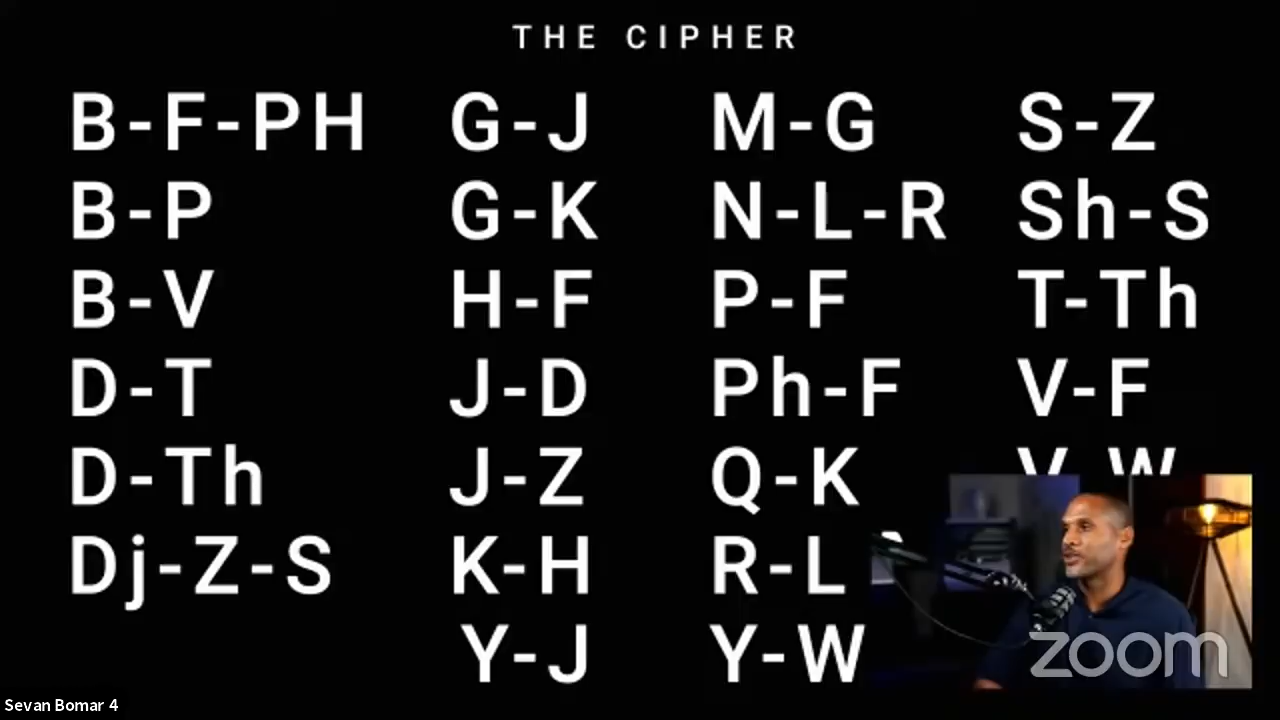 THE CIPHER
B-F-PH
B-P
B-V
D-T
D-Th
Dj-Z-S
G-J
G-K
H-F
J-D
J-Z
K-H
Y-J
M-G
N-L-R
P-F
Ph-F
Q-K
R-L
Y-W
S-Z
Sh-S
T-Th
V-F
V-W
zoom
Sevan Bomar 4